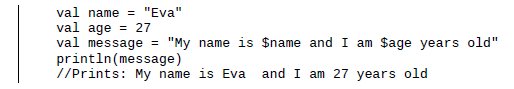 val name = "Eva"
val age = 27
val message = "My name is $name and I am $age years old"
println(message)
//Prints: My name is Eva  and I am 27 years old